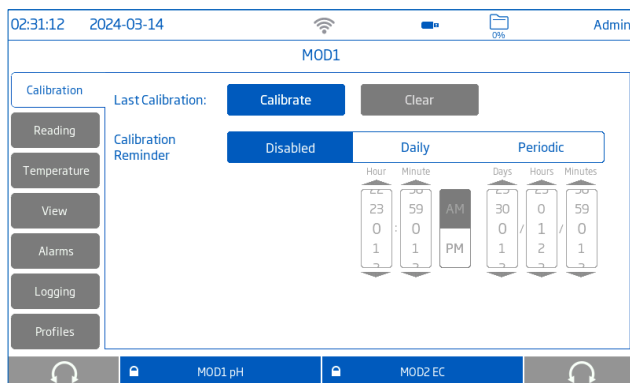 02:31:12 2024-03-14 0% Admin
MOD1
Calibration
Last Calibration: Calibrate Clear
Reading
Calibration Reminder Disabled Daily Periodic
Temperature
Hour Minute Days Hours Minutes
View
23 59 AM 30 0 59
0 : 0 0 / 1 / 0
1 1 PM 1 2 1
Alarms
Logging
Profiles
MOD1 pH MOD2 EC